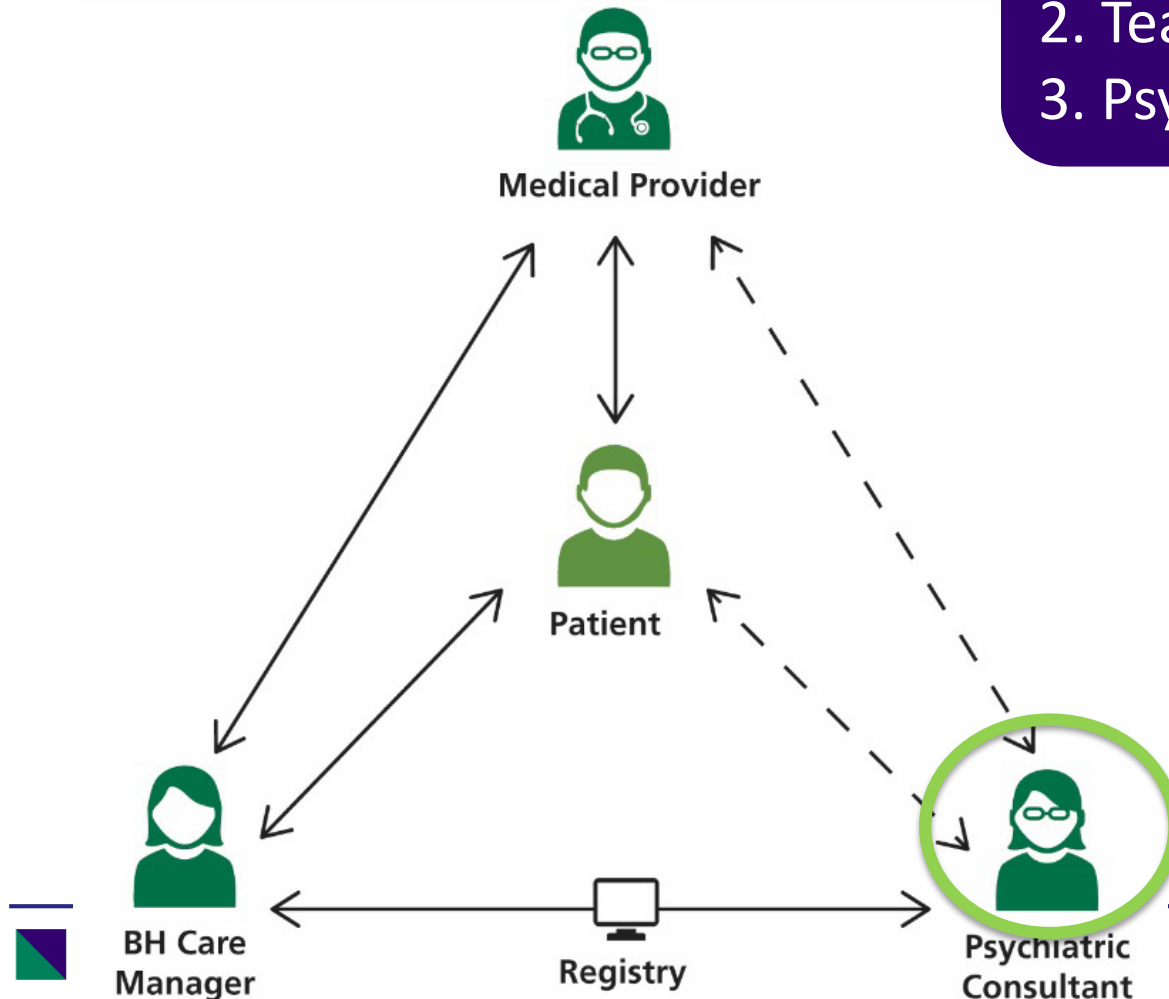 2. Tea
3. Psy
Medical Provider
Patient
BH Care
Manager
Registry
Psychiatric
Consultant